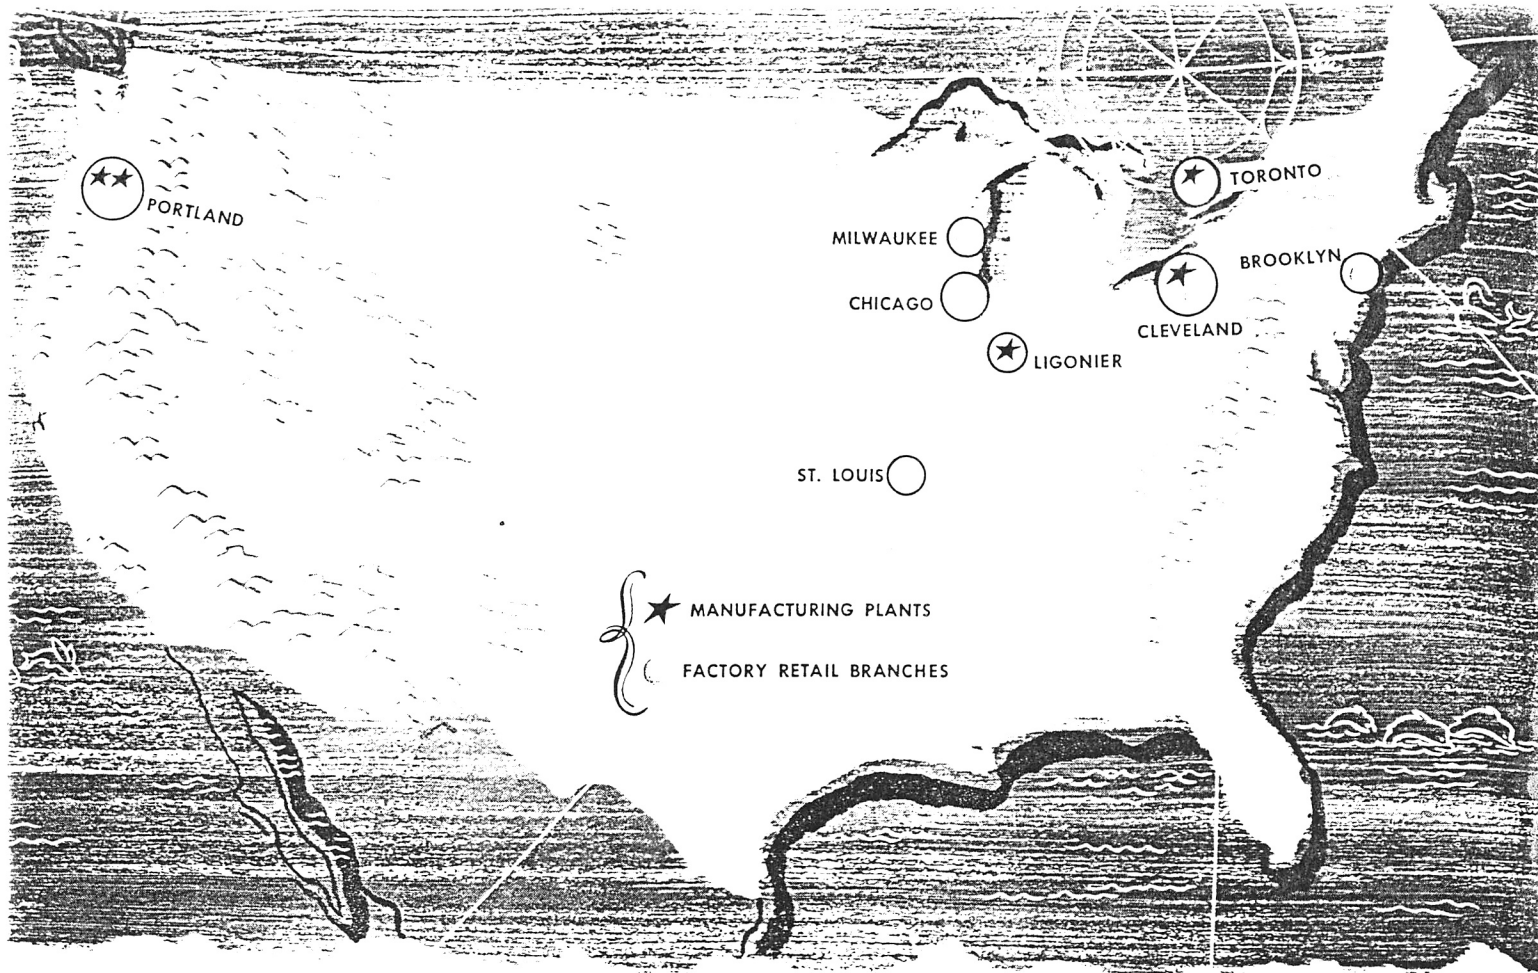 TORONTO
PORTLAND
MILWAUKEE
BROOKLYN
CHICAGO
CLEVELAND
LIGONIER
ST. LOUIS
MANUFACTURING PLANTS
FACTORY RETAIL BRANCHES